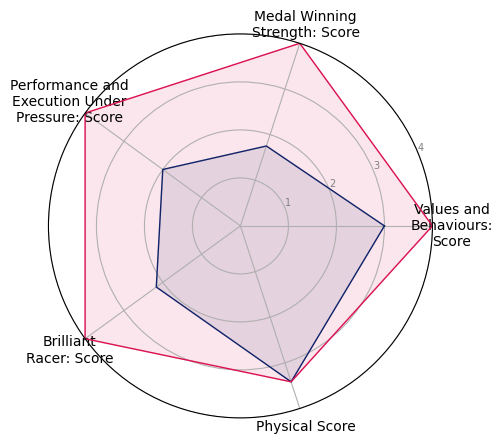 Medal Winning
Strength: Score
Performance and
Execution Under
Pressure: Score
4
3
2
1
Values and
Behaviours:
Score
Brilliant
Racer: Score
Physical Score